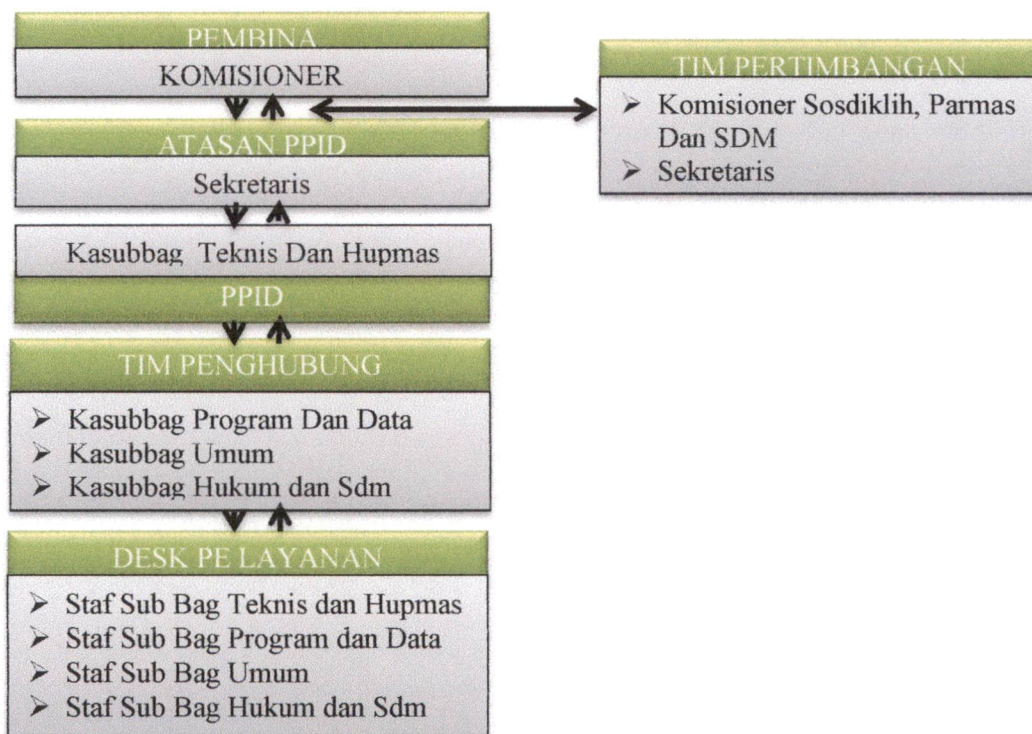 PEMBINA
KOMISIONER
ATASAN PPID
Sekretaris
Kasubbag Teknis Dan Hupmas
PPID
TIM PENGHUBUNG
➢ Kasubbag Program Dan Data
➢ Kasubbag Umum
➢ Kasubbag Hukum dan Sdm
DESK PE LAYANAN
➢ Staf Sub Bag Teknis dan Hupmas
➢ Staf Sub Bag Program dan Data
➢ Staf Sub Bag Umum
➢ Staf Sub Bag Hukum dan Sdm
TIM PERTIMBANGAN
➢ Komisioner Sosdiklih, Parmas
Dan SDM
➢ Sekretaris